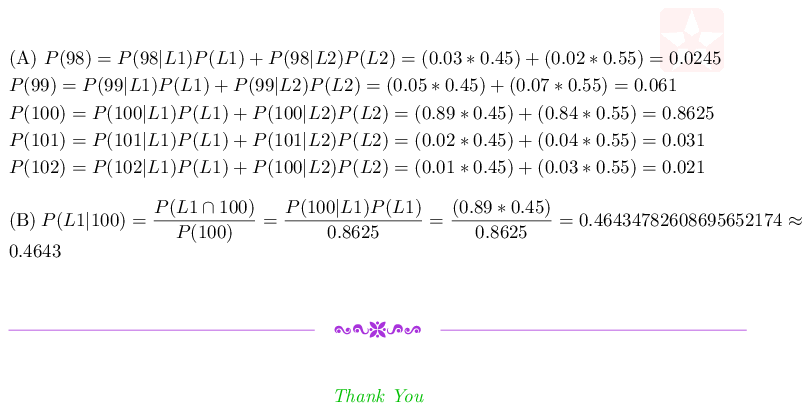 (A) P(98) = P(98|L1)P(L1) + P(98|L2)P(L2) = (0.03 * 0.45) + (0.02 * 0.55) = 0.0245
P(99) = P(99|L1)P(L1) + P(99|L2)P(L2) = (0.05 * 0.45) + (0.07 * 0.55) = 0.061
P(100) = P(100|L1)P(L1) + P(100|L2)P(L2) = (0.89 * 0.45) + (0.84 * 0.55) = 0.8625
P(101) = P(101|L1)P(L1) + P(101|L2)P(L2) = (0.02 * 0.45) + (0.04 * 0.55) = 0.031
P(102) = P(102|L1)P(L1) + P(100|L2)P(L2) = (0.01 * 0.45) + (0.03 * 0.55) = 0.021
(B) P(L1|100) = P(L1 ∩ 100) / P(100) = P(100|L1)P(L1) / 0.8625 = (0.89 * 0.45) / 0.8625 = 0.46434782608695652174 ≈
0.4643
Thank You